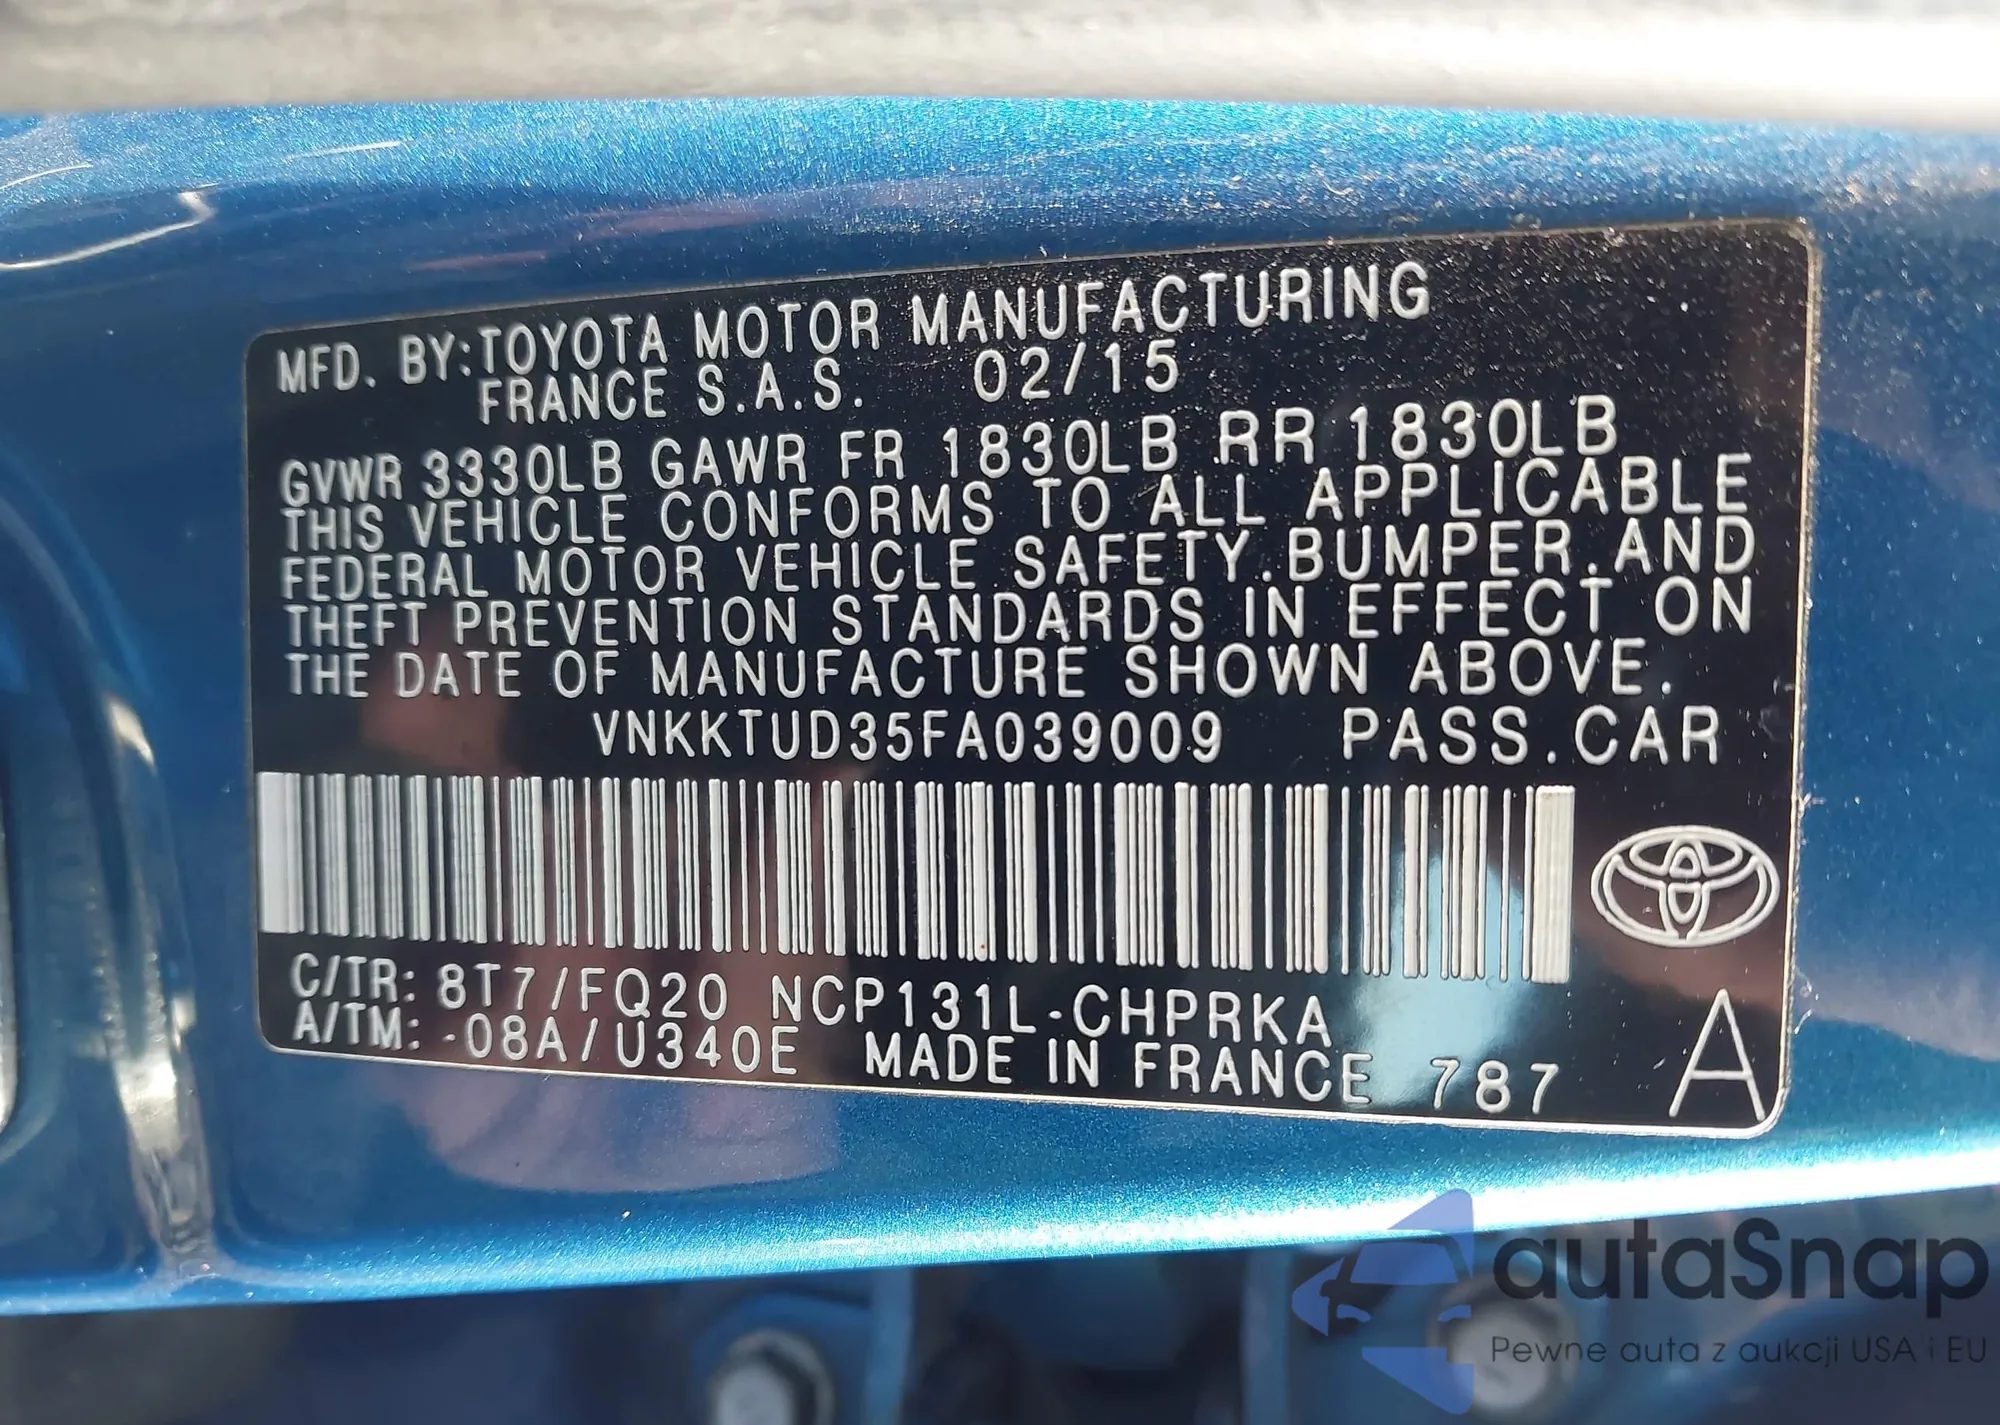 MFD. BY:TOYOTA MOTOR MANUFACTURING
FRANCE S.A.S. 02/15
GVWR 3330LB GAWR FR 1830LB RR 1830LB
THIS VEHICLE CONFORMS TO ALL APPLICABLE
FEDERAL MOTOR VEHICLE SAFETY.BUMPER.AND
THEFT PREVENTION STANDARDS IN EFFECT ON
THE DATE OF MANUFACTURE SHOWN ABOVE.
VNKKTUD35FA039009 PASS.CAR
C/TR: 8T7/FQ20 NCP131L-CHPRKA
A/TM: -08A/U340E MADE IN FRANCE 787 A
autaSnap
Pewne auta z aukcji USA i EU